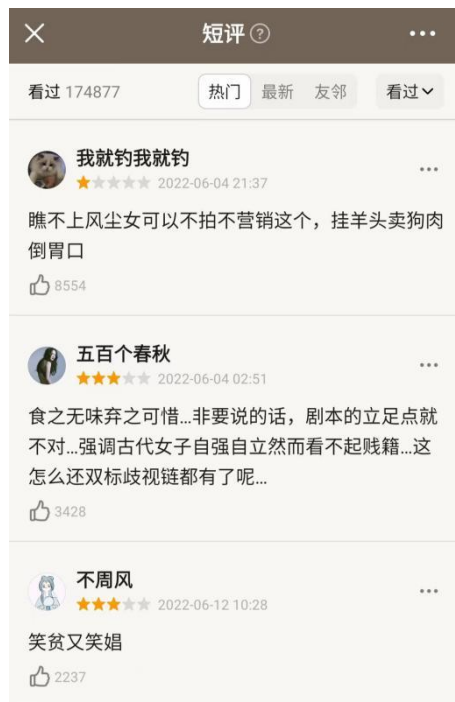 短评?
看过 174877 热门 最新 友邻 看过
我就钓我就钓
2022-06-04 21:37
瞧不上风尘女可以不拍不营销这个，挂羊头卖狗肉
倒胃口
8554
五百个春秋
2022-06-04 02:51
食之无味弃之可惜...非要说的话，剧本的立足点就
不对...强调古代女子自强自立然而看不起贱籍...这
怎么还双标歧视链都有了呢...
3428
不周风
2022-06-12 10:28
笑贫又笑娼
2237